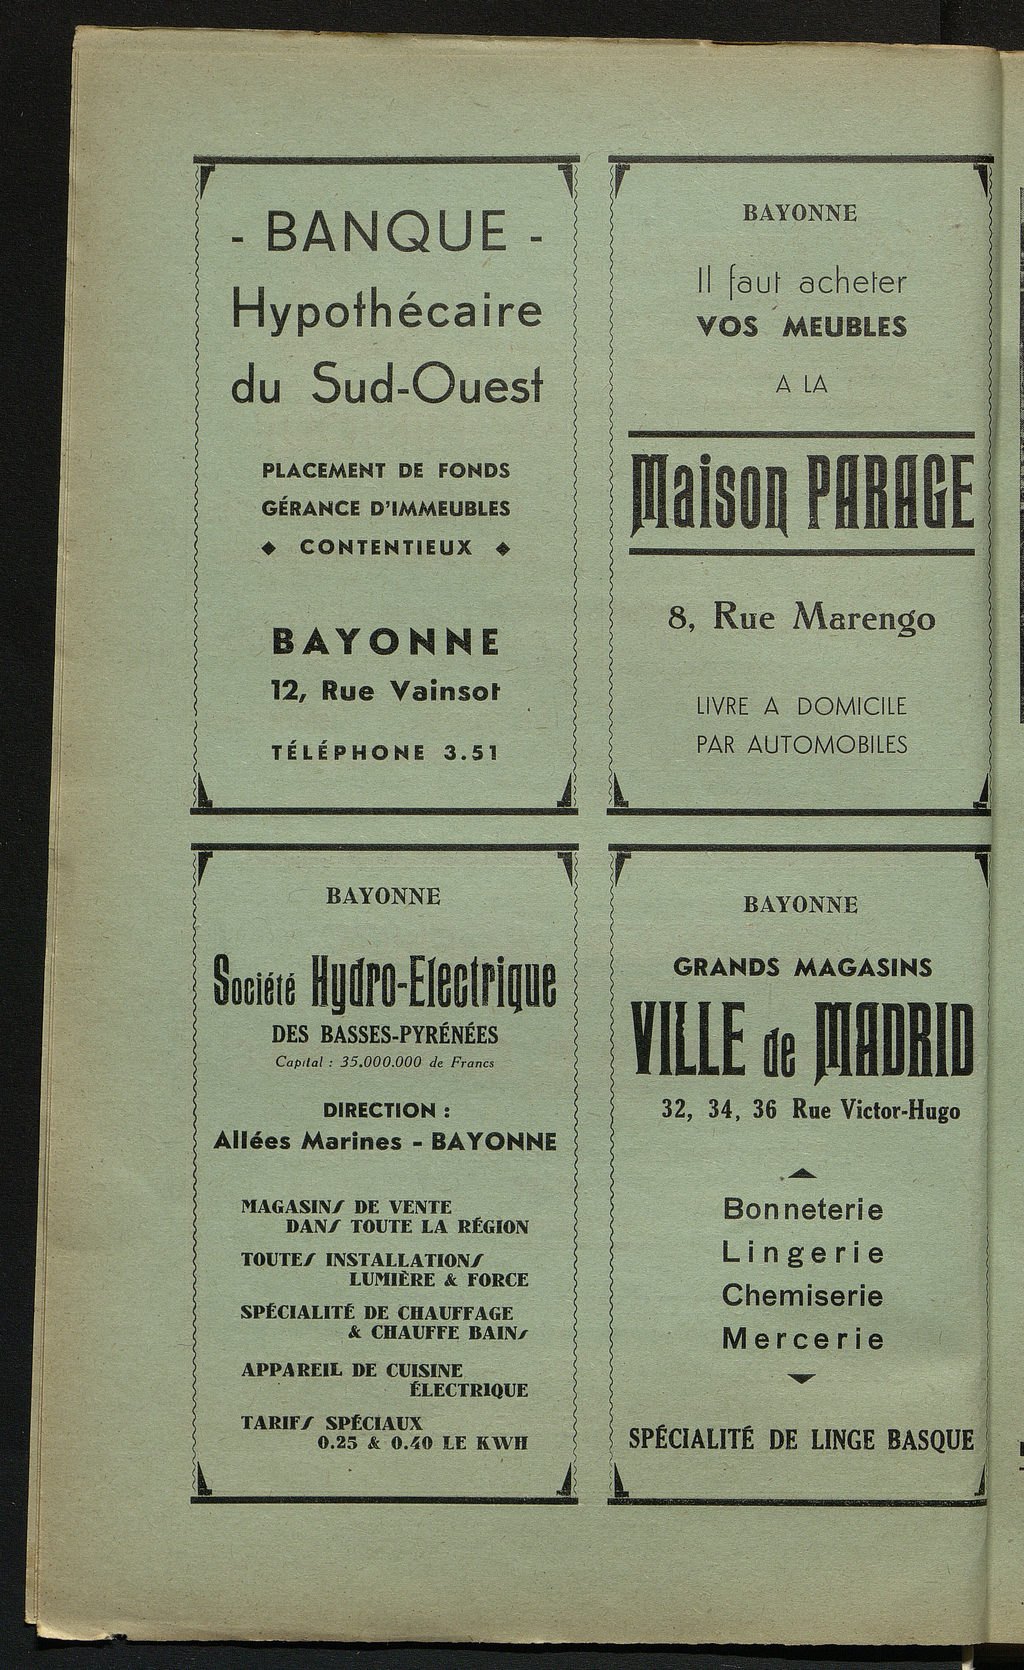 - BANQUE -
Hypothécaire
du Sud-Ouest
PLACEMENT DE FONDS
GÉRANCE D'IMMEUBLES
◆ CONTENTIEUX ◆
BAYONNE
12, Rue Vainsot
TÉLÉPHONE 3.51
BAYONNE
Il faut acheter
VOS MEUBLES
A LA
Maison PARAGE
8, Rue Marengo
LIVRE A DOMICILE
PAR AUTOMOBILES
BAYONNE
Société Hydro-Electrique
DES BASSES-PYRÉNÉES
Capital : 35.000.000 de Francs
DIRECTION :
Allées Marines - BAYONNE
MAGASINS DE VENTE
DANS TOUTE LA RÉGION
TOUTES INSTALLATIONS
LUMIÈRE & FORCE
SPÉCIALITÉ DE CHAUFFAGE
& CHAUFFE BAINS
APPAREIL DE CUISINE
ÉLECTRIQUE
TARIFS SPÉCIAUX
0.25 & 0.40 LE KWH
BAYONNE
GRANDS MAGASINS
VILLE de MADRID
32, 34, 36 Rue Victor-Hugo
Bonneterie
Lingerie
Chemiserie
Mercerie
SPÉCIALITÉ DE LINGE BASQUE